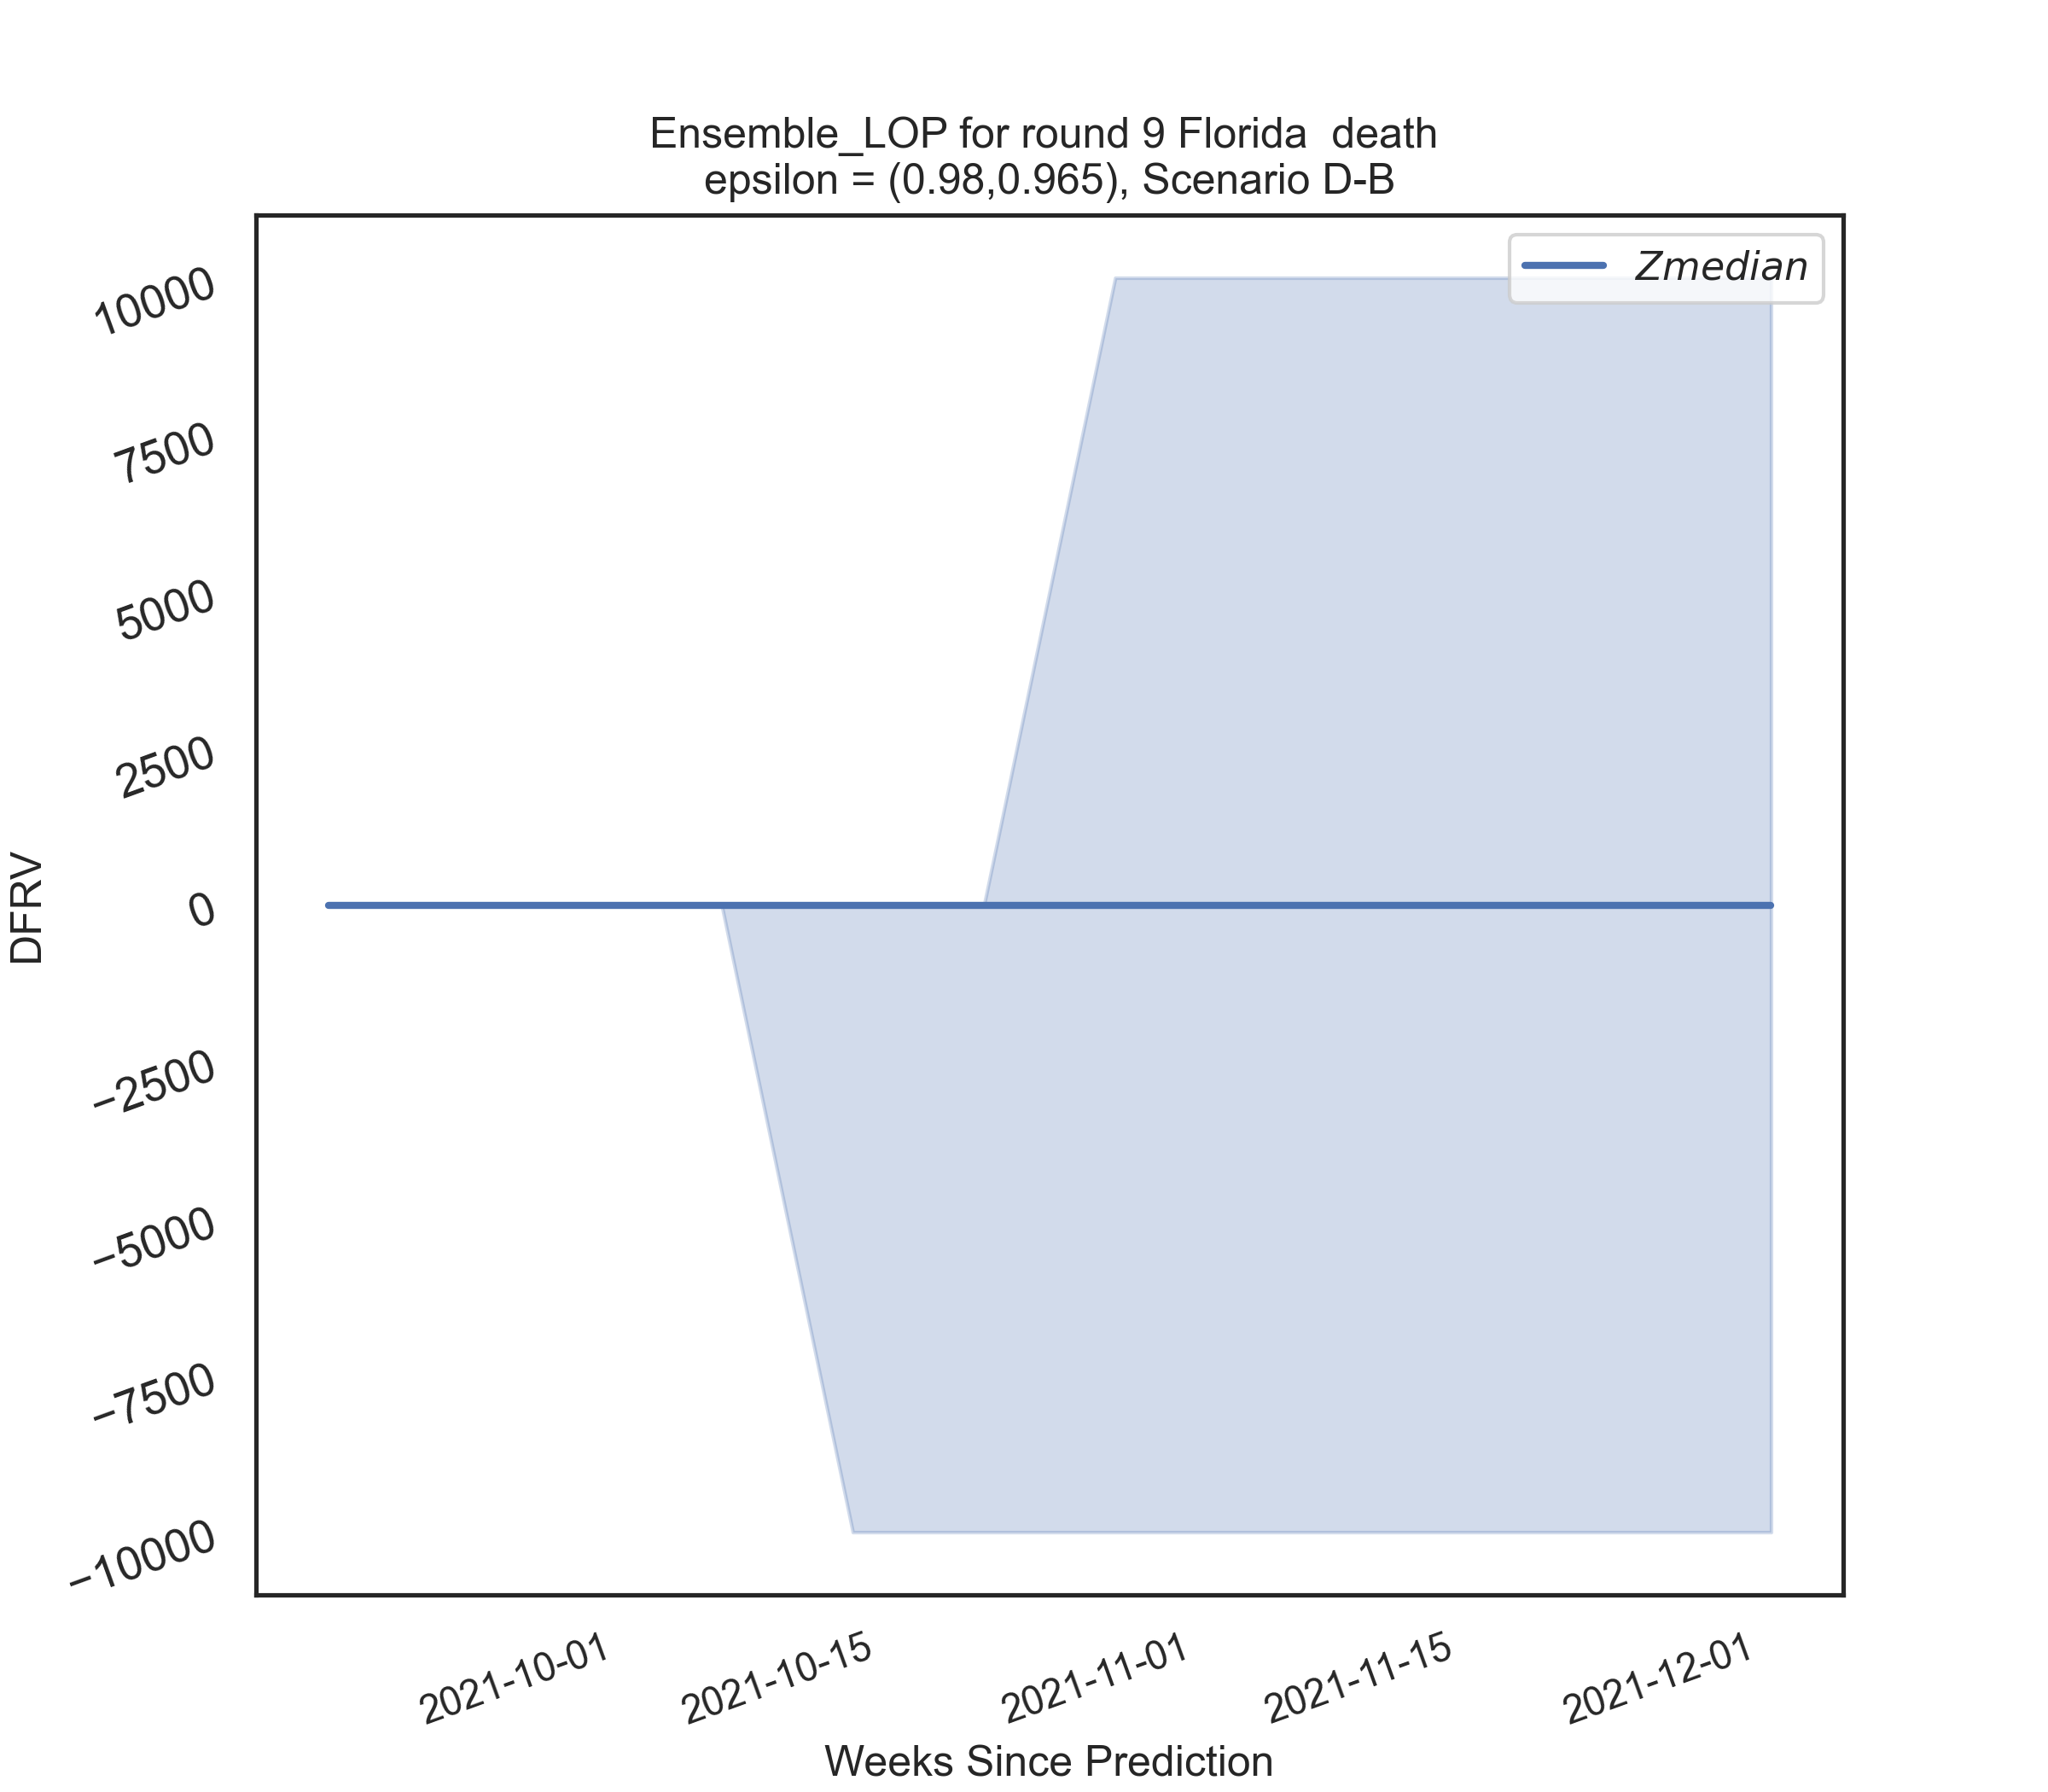 Ensemble_LOP for round 9 Florida  death
epsilon = (0.98,0.965), Scenario D-B
Zmedian
10000
7500
5000
2500
0
−2500
−5000
−7500
−10000
DFRV
2021-10-01
2021-10-15
2021-11-01
2021-11-15
2021-12-01
Weeks Since Prediction